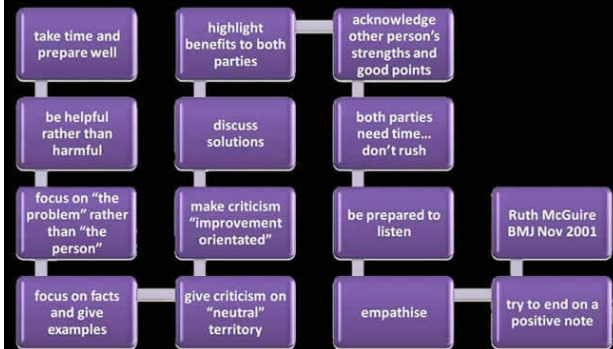 take time and
prepare well
be helpful
rather than
harmful
focus on “the
problem” rather
than “the
person”
focus on facts
and give
examples
give criticism on
“neutral”
territory
make criticism
“improvement
orientated”
discuss
solutions
highlight
benefits to both
parties
acknowledge
other person’s
strengths and
good points
both parties
need time…
don’t rush
be prepared to
listen
empathise
try to end on a
positive note
Ruth McGuire
BMJ Nov 2001